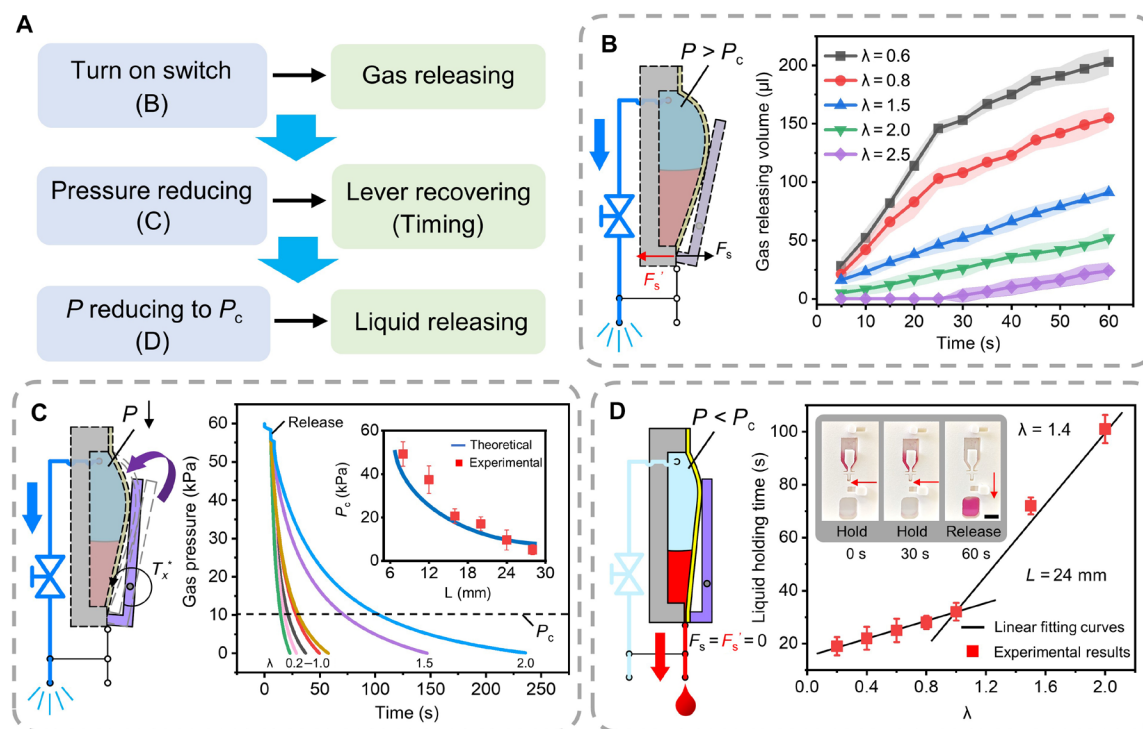 A
Turn on switch
(B)
Gas releasing
Pressure reducing
(C)
Lever recovering
(Timing)
P reducing to Pc
(D)
Liquid releasing
B
P > Pc
Fs
Fs'
Gas releasing volume (µl)
200
150
100
50
0
λ = 0.6
λ = 0.8
λ = 1.5
λ = 2.0
λ = 2.5
0 10 20 30 40 50 60
Time (s)
C
P
Tx*
Gas pressure (kPa)
60
50
40
30
20
10
0
Release
Pc (kPa)
60
40
20
0
Theoretical
Experimental
6 12 18 24 30
L (mm)
Pc
λ 0.2–1.0 1.5 2.0
0 25 50 75 100 125 150 175 200 225 250
Time (s)
D
P < Pc
Fs = Fs' = 0
Liquid holding time (s)
100
80
60
40
20
λ = 1.4
Hold Hold Release
0 s 30 s 60 s
L = 24 mm
Linear fitting curves
Experimental results
0.0 0.4 0.8 1.2 1.6 2.0
λ